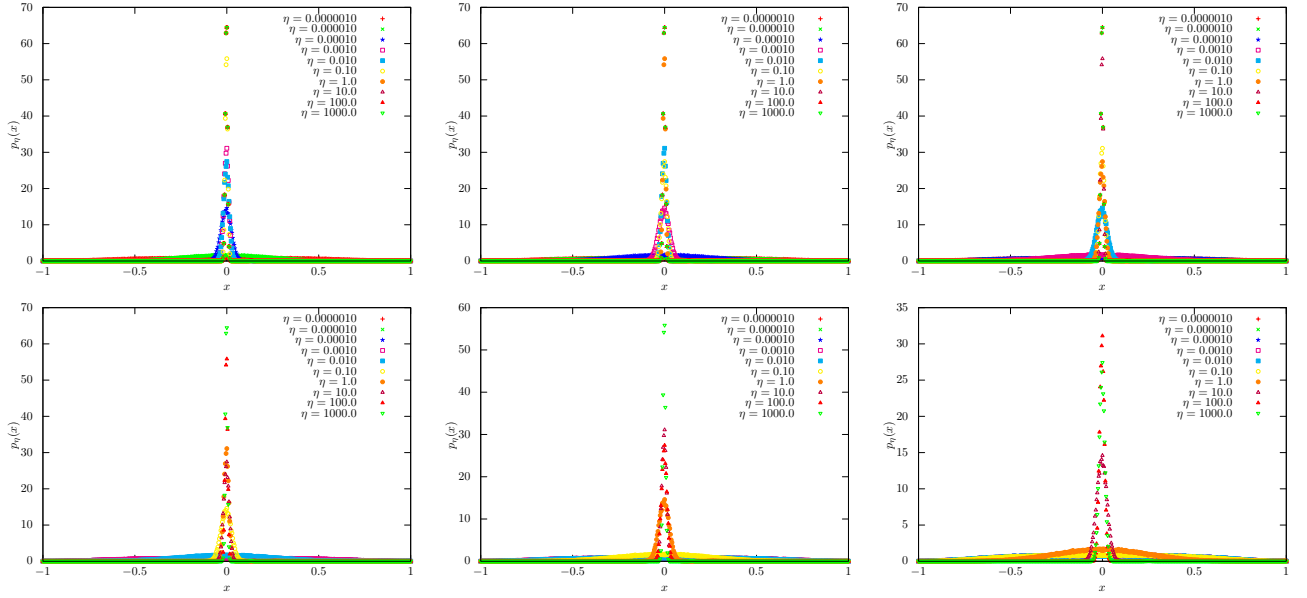 70
60
50
40
30
20
10
0
pη(x)
η = 0.0000010
η = 0.000010
η = 0.00010
η = 0.0010
η = 0.010
η = 0.10
η = 1.0
η = 10.0
η = 100.0
η = 1000.0
−1 −0.5 0 0.5 1
x
70
60
50
40
30
20
10
0
pη(x)
η = 0.0000010
η = 0.000010
η = 0.00010
η = 0.0010
η = 0.010
η = 0.10
η = 1.0
η = 10.0
η = 100.0
η = 1000.0
−1 −0.5 0 0.5 1
x
70
60
50
40
30
20
10
0
pη(x)
η = 0.0000010
η = 0.000010
η = 0.00010
η = 0.0010
η = 0.010
η = 0.10
η = 1.0
η = 10.0
η = 100.0
η = 1000.0
−1 −0.5 0 0.5 1
x
70
60
50
40
30
20
10
0
pη(x)
η = 0.0000010
η = 0.000010
η = 0.00010
η = 0.0010
η = 0.010
η = 0.10
η = 1.0
η = 10.0
η = 100.0
η = 1000.0
−1 −0.5 0 0.5 1
x
60
50
40
30
20
10
0
pη(x)
η = 0.0000010
η = 0.000010
η = 0.00010
η = 0.0010
η = 0.010
η = 0.10
η = 1.0
η = 10.0
η = 100.0
η = 1000.0
−1 −0.5 0 0.5 1
x
35
30
25
20
15
10
5
0
pη(x)
η = 0.0000010
η = 0.000010
η = 0.00010
η = 0.0010
η = 0.010
η = 0.10
η = 1.0
η = 10.0
η = 100.0
η = 1000.0
−1 −0.5 0 0.5 1
x